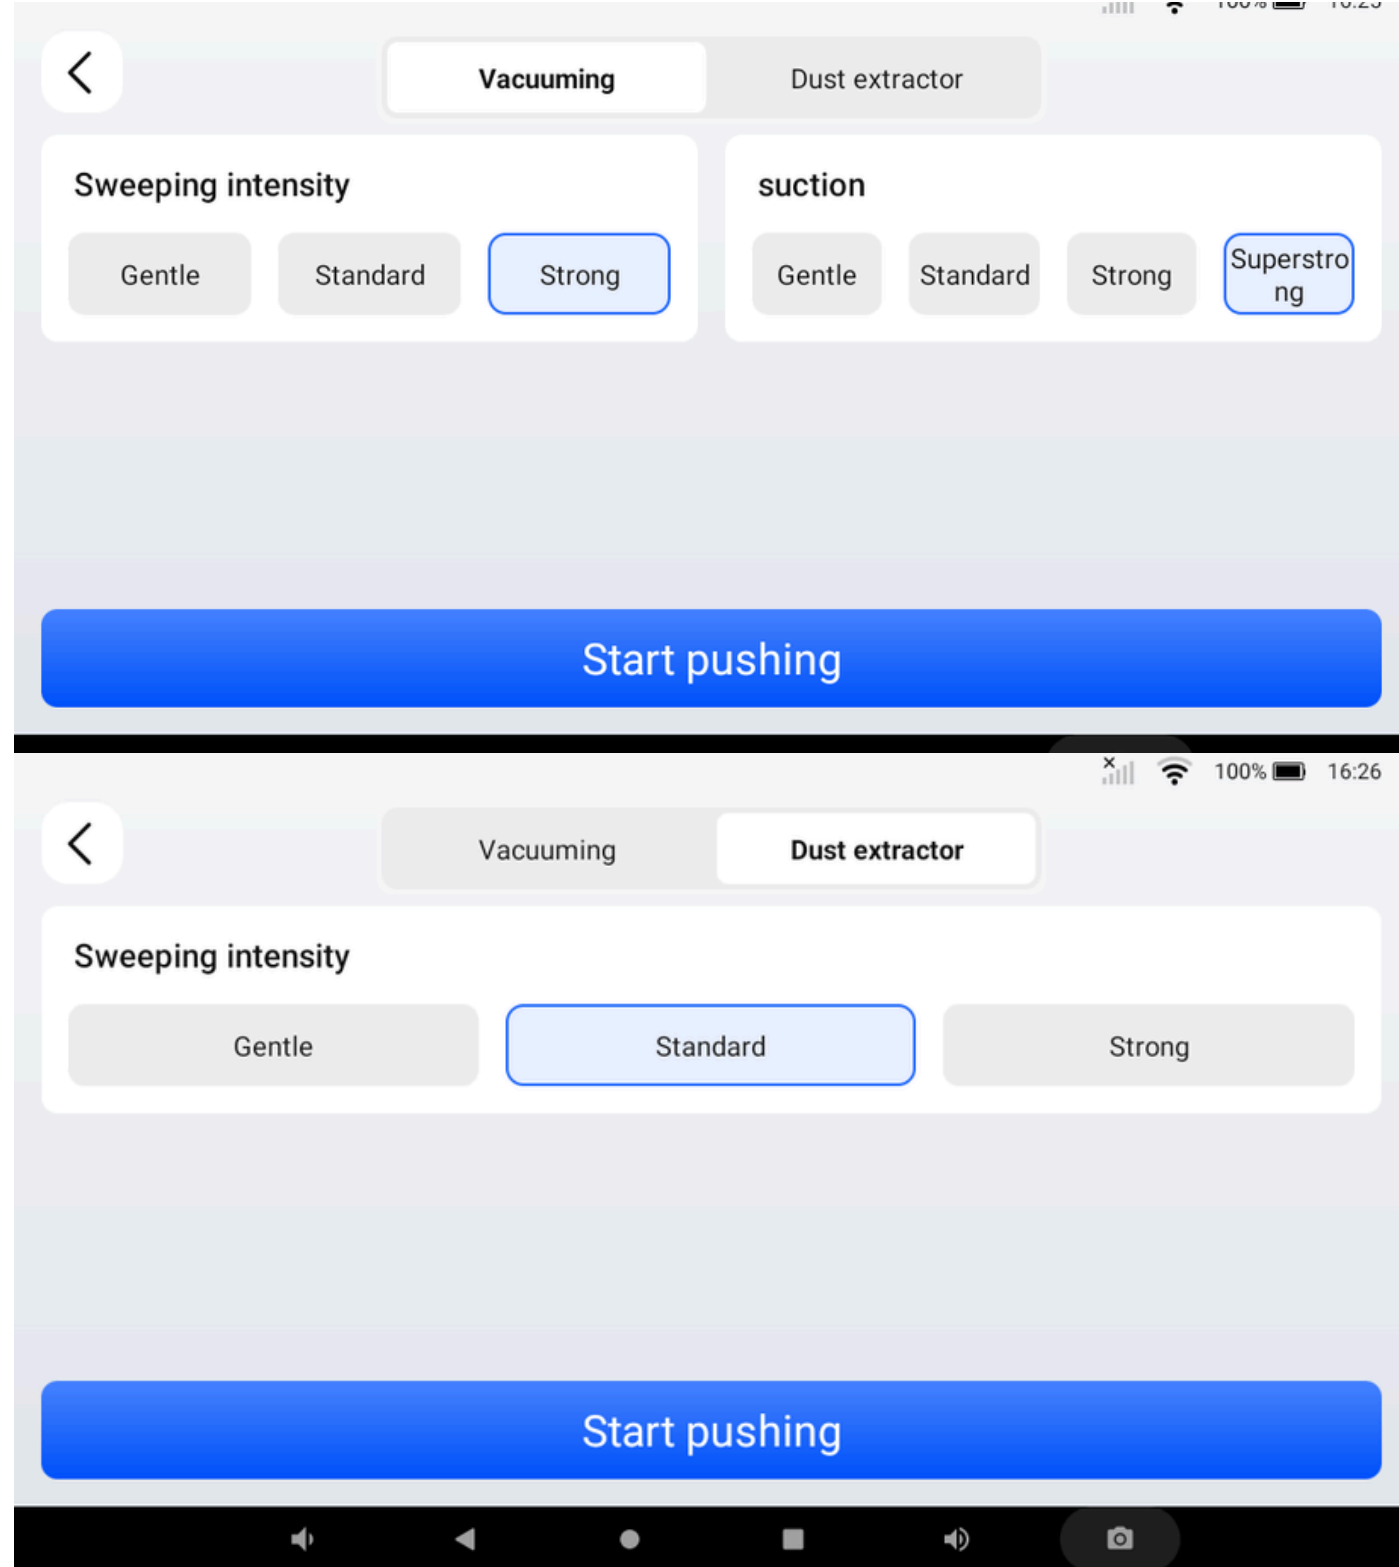 Vacuuming Dust extractor
Sweeping intensity
Gentle Standard Strong
suction
Gentle Standard Strong Superstro
ng
Start pushing
100% 16:26
Vacuuming Dust extractor
Sweeping intensity
Gentle Standard Strong
Start pushing